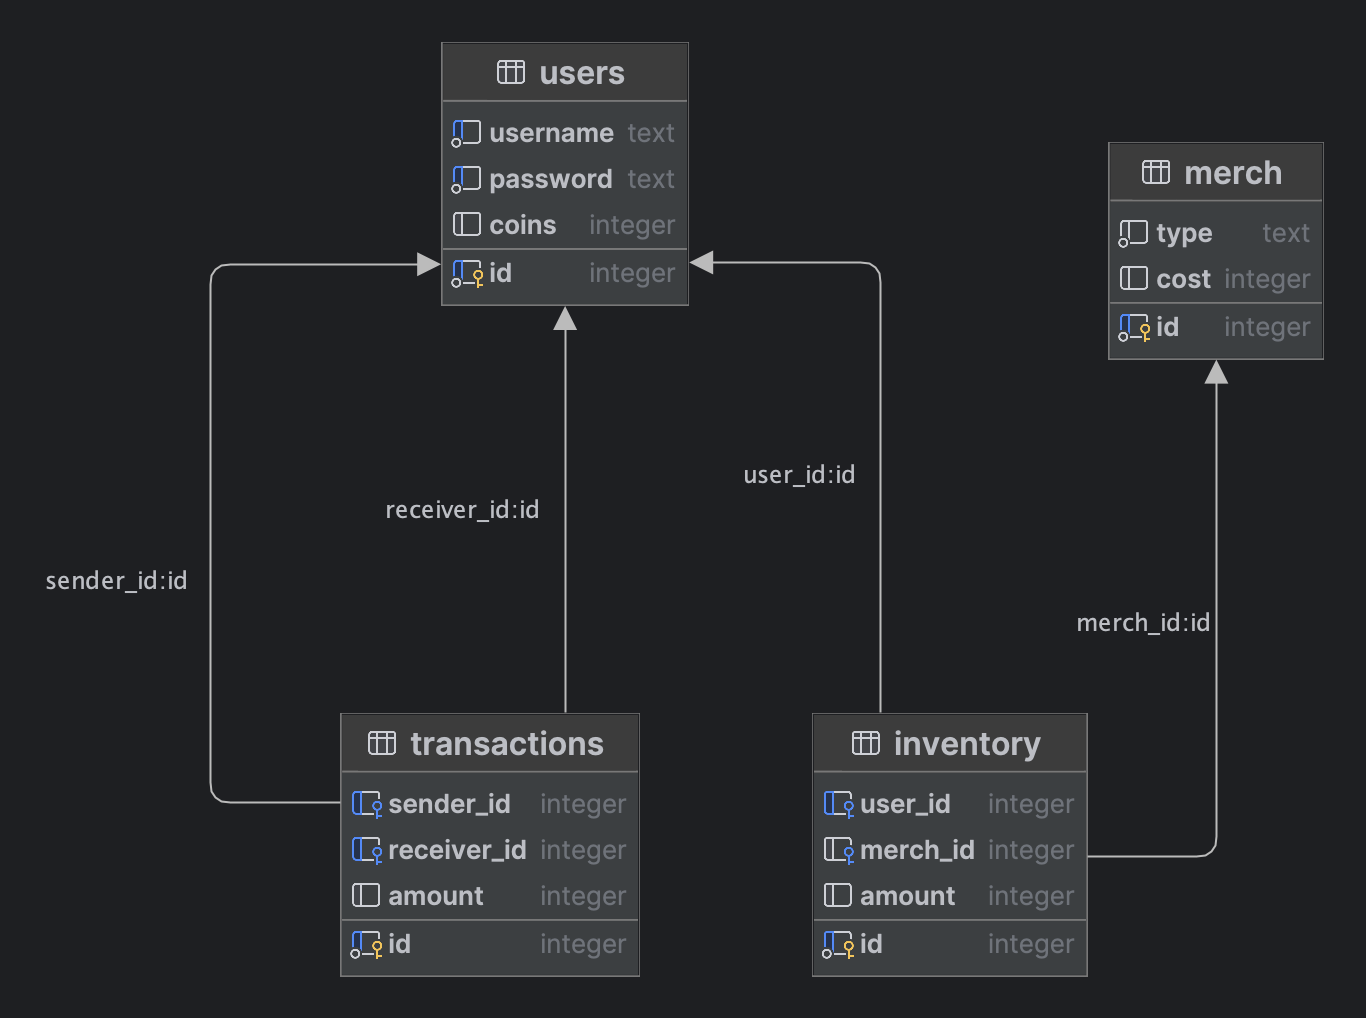 users
username text
password text
coins integer
id integer
merch
type text
cost integer
id integer
user_id:id
receiver_id:id
sender_id:id
merch_id:id
transactions
sender_id integer
receiver_id integer
amount integer
id integer
inventory
user_id integer
merch_id integer
amount integer
id integer